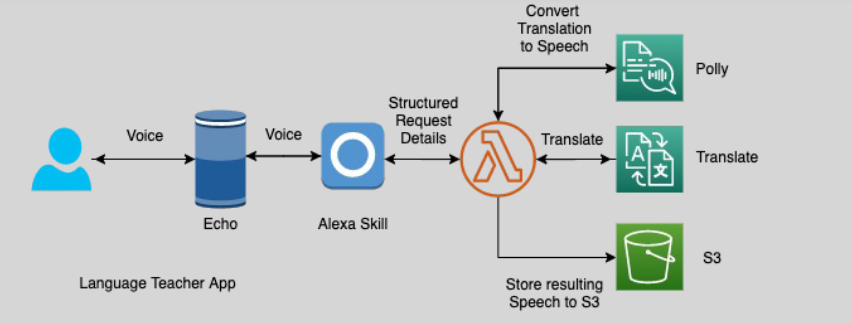 Convert
Translation
to Speech
Polly
Structured
Request
Details
Voice
Voice
Translate
A
文
Translate
Echo
Alexa Skill
S3
Language Teacher App
Store resulting
Speech to S3